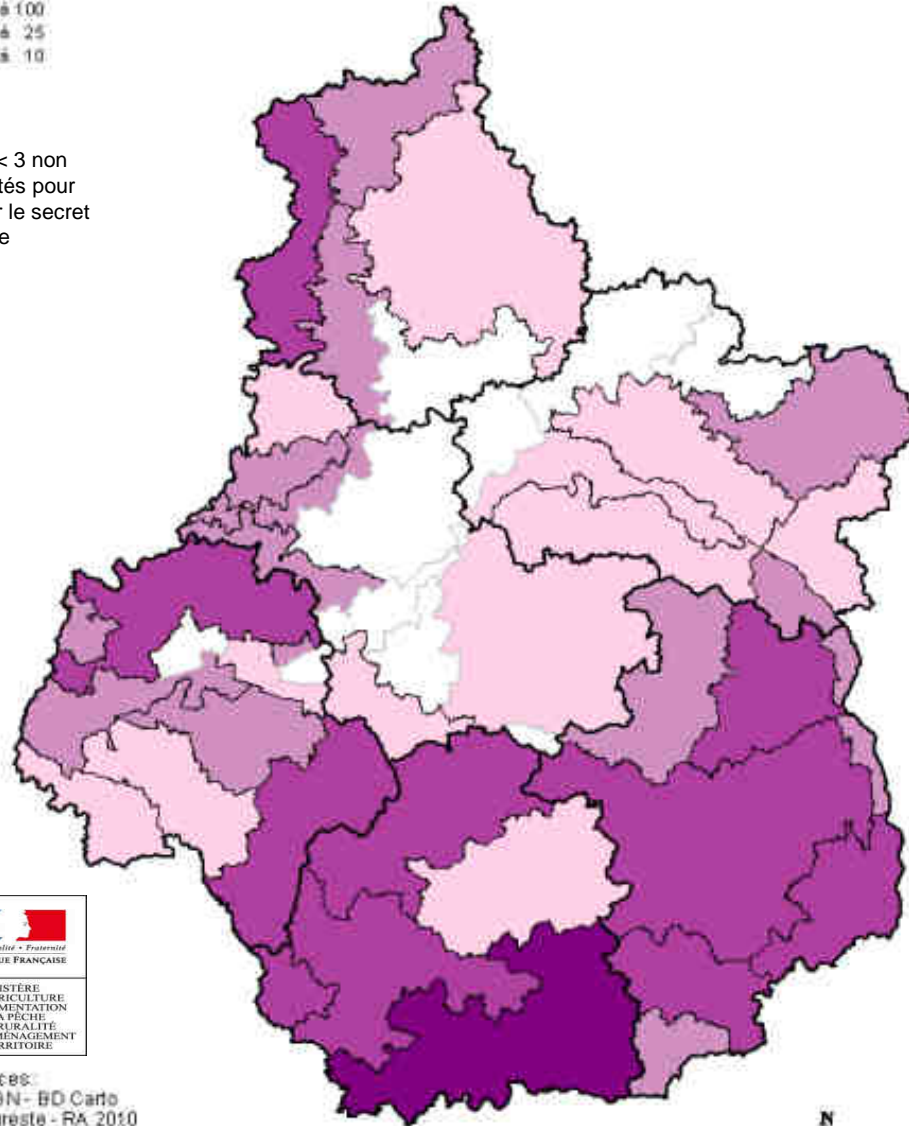 à 100
à 25
à 10
< 3 non
tés pour
r le secret
e
alité • Fraternité
UE FRANÇAISE
ISTÈRE
RICULTURE
MENTATION
A PÊCHE
RURALITÉ
MÉNAGEMENT
RRITOIRE
ces
N - BD Carto
reste - RA 2010
N